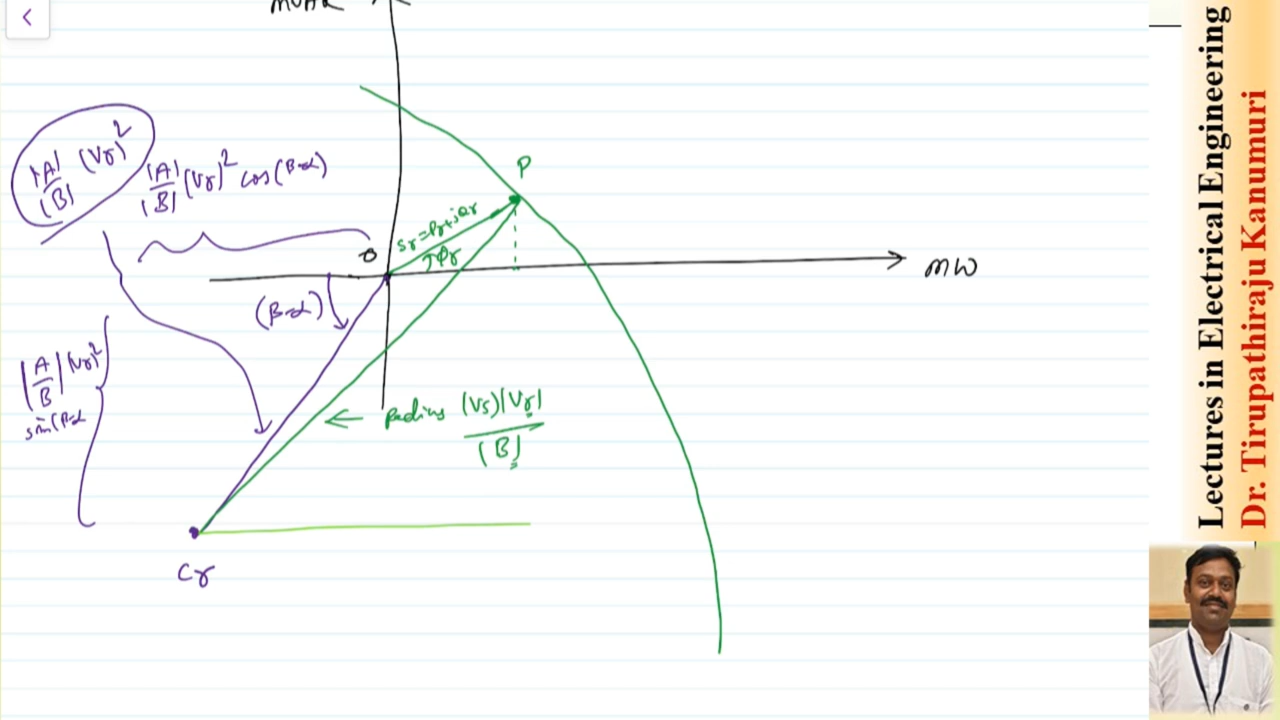 MVAR
|A|/|B| (Vr)²
|A|/|B| (Vr)² cos(β-α)
P
Sr=Pr+jQr
O
φr
MW
(β-α)
|A/B| |Vr|²
sin(β-α
← Radius |Vs||Vr|/|B|
Cr
Lectures in Electrical Engineering
Dr. Tirupathiraju Kanumuri